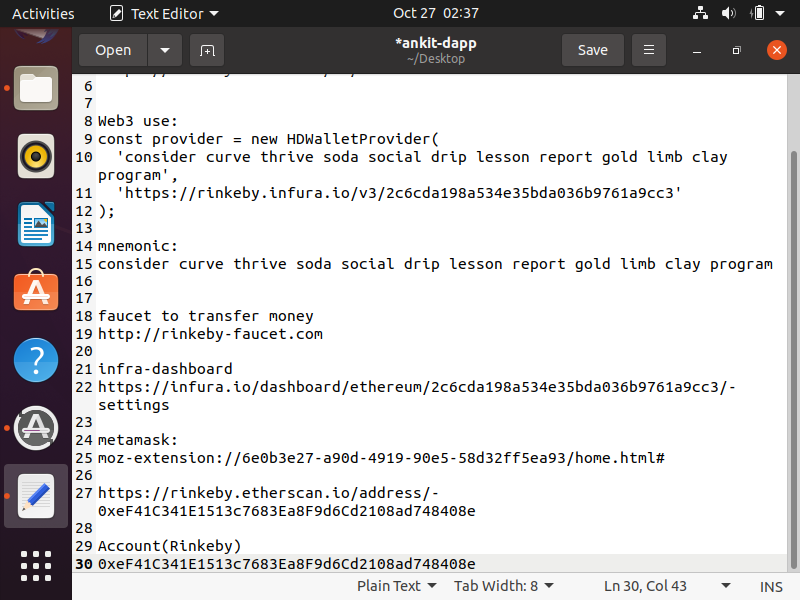 Activities
Text Editor
Oct 27 02:37
Open
*ankit-dapp
~/Desktop
Save
6
7
8 Web3 use:
9 const provider = new HDWalletProvider(
10 'consider curve thrive soda social drip lesson report gold limb clay
program',
11 'https://rinkeby.infura.io/v3/2c6cda198a534e35bda036b9761a9cc3'
12 );
13
14 mnemonic:
15 consider curve thrive soda social drip lesson report gold limb clay program
16
17
18 faucet to transfer money
19 http://rinkeby-faucet.com
20
21 infra-dashboard
22 https://infura.io/dashboard/ethereum/2c6cda198a534e35bda036b9761a9cc3/-
settings
23
24 metamask:
25 moz-extension://6e0b3e27-a90d-4919-90e5-58d32ff5ea93/home.html#
26
27 https://rinkeby.etherscan.io/address/-
0xeF41C341E1513c7683Ea8F9d6Cd2108ad748408e
28
29 Account(Rinkeby)
30 0xeF41C341E1513c7683Ea8F9d6Cd2108ad748408e
Plain Text
Tab Width: 8
Ln 30, Col 43
INS